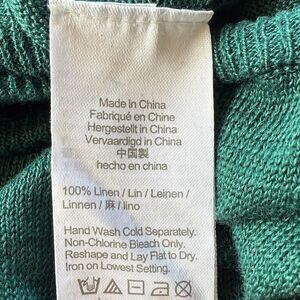 Made in China
Fabriqué en Chine
Hergestellt in China
Vervaardigd in China
中国製
hecho en china
100% Linen / Lin / Leinen /
Linnen / 麻 / lino
Hand Wash Cold Separately.
Non-Chlorine Bleach Only.
Reshape and Lay Flat to Dry.
Iron on Lowest Setting.